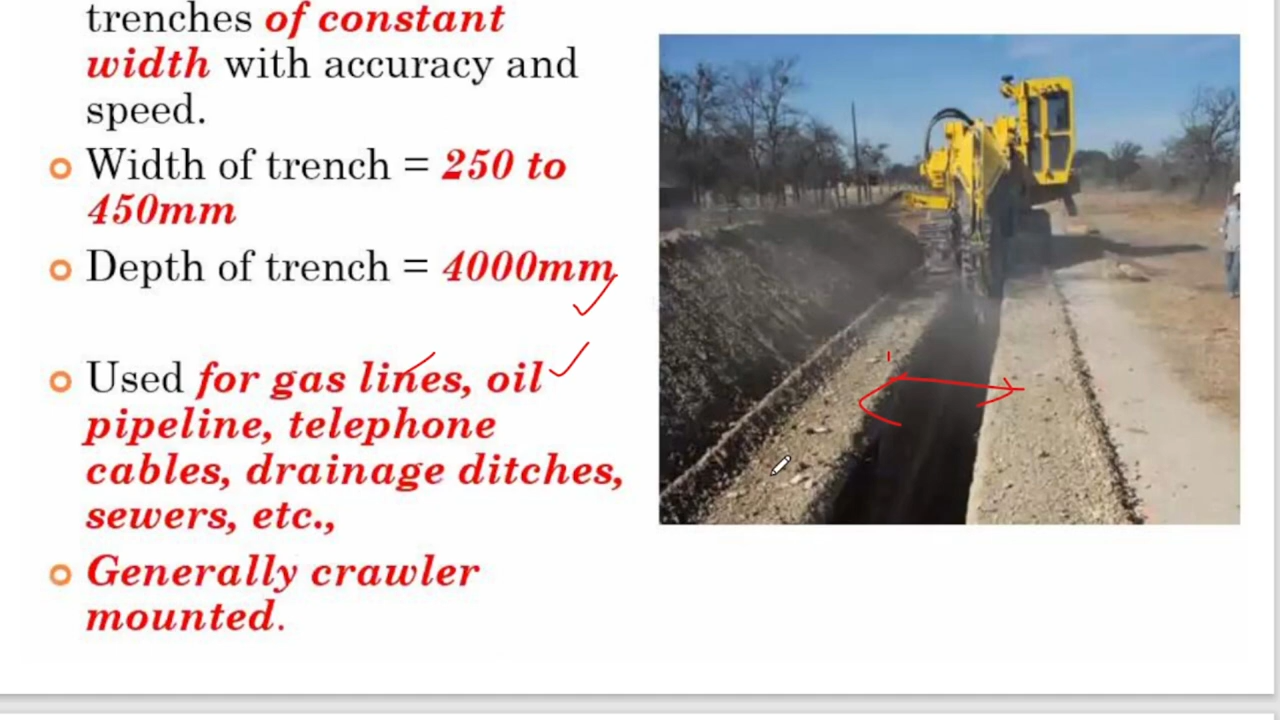 trenches of constant
width with accuracy and
speed.
Width of trench = 250 to
450mm
Depth of trench = 4000mm
Used for gas lines, oil
pipeline, telephone
cables, drainage ditches,
sewers, etc.,
Generally crawler
mounted.